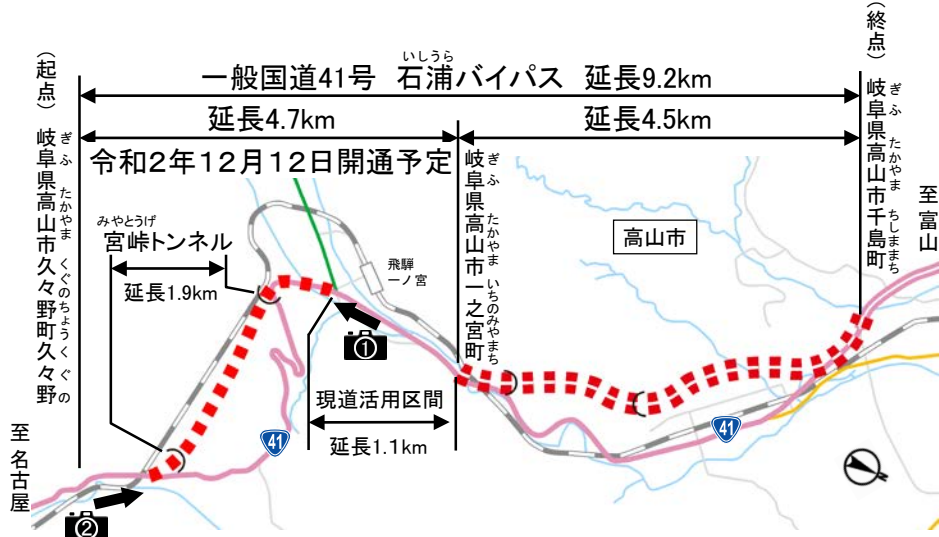 一般国道41号 石浦バイパス 延長9.2km
いしうら
延長4.7km
延長4.5km
令和2年12月12日開通予定
(起点) 岐阜県高山市久々野町久々野
ぎふ たかやま くぐのちょうくぐの
(終点) 岐阜県高山市千島町
ぎふ たかやま ちしままち
岐阜県高山市一之宮町
ぎふ たかやま いちのみやまち
至富山
みやとうげ
宮峠トンネル
延長1.9km
飛騨
一ノ宮
高山市
①
現道活用区間
延長1.1km
41
41
至名古屋
②